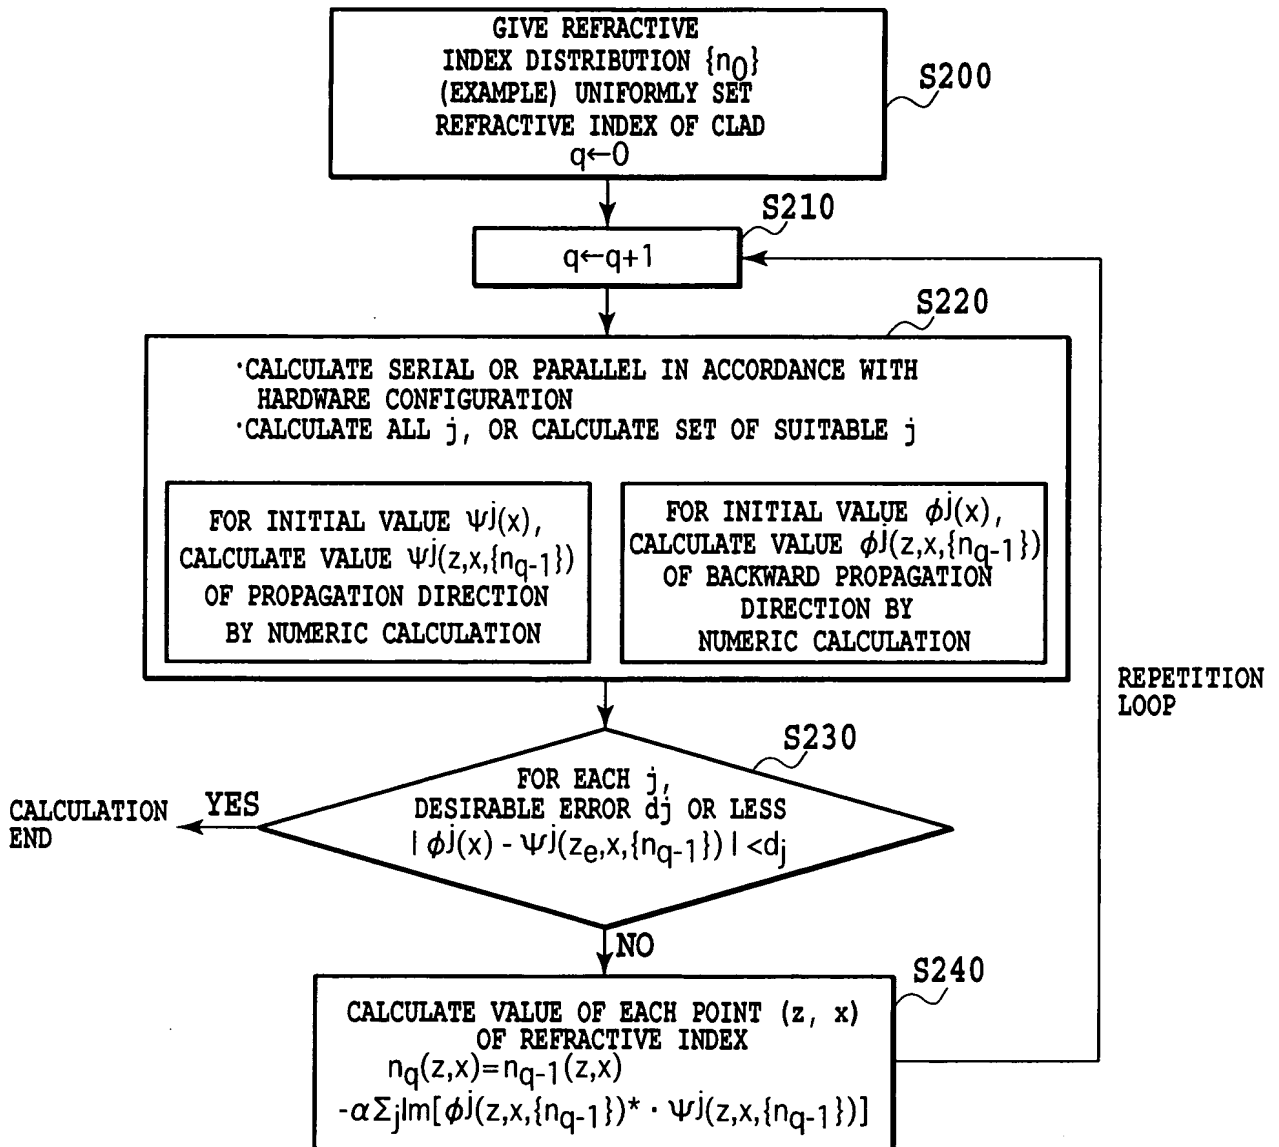 GIVE REFRACTIVE
INDEX DISTRIBUTION {n0}
(EXAMPLE) UNIFORMLY SET
REFRACTIVE INDEX OF CLAD
q←0
S200
S210
q←q+1
S220
·CALCULATE SERIAL OR PARALLEL IN ACCORDANCE WITH
HARDWARE CONFIGURATION
·CALCULATE ALL j, OR CALCULATE SET OF SUITABLE j
FOR INITIAL VALUE ψj(x),
CALCULATE VALUE ψj(z,x,{nq-1})
OF PROPAGATION DIRECTION
BY NUMERIC CALCULATION
FOR INITIAL VALUE φj(x),
CALCULATE VALUE φj(z,x,{nq-1})
OF BACKWARD PROPAGATION
DIRECTION BY
NUMERIC CALCULATION
REPETITION
LOOP
S230
FOR EACH j,
DESIRABLE ERROR dj OR LESS
| φj(x) - ψj(ze,x,{nq-1}) | <dj
YES
CALCULATION
END
NO
S240
CALCULATE VALUE OF EACH POINT (z, x)
OF REFRACTIVE INDEX
nq(z,x)=nq-1(z,x)
-αΣjIm[φj(z,x,{nq-1})* · ψj(z,x,{nq-1})]